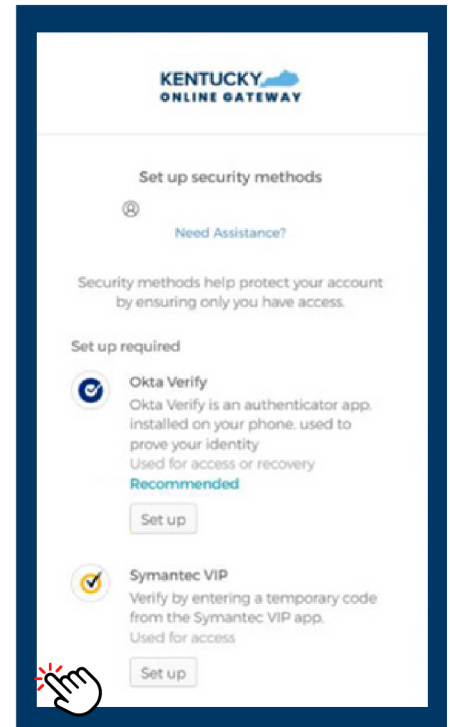 KENTUCKY
ONLINE GATEWAY
Set up security methods
Need Assistance?
Security methods help protect your account
by ensuring only you have access.
Set up required
Okta Verify
Okta Verify is an authenticator app,
installed on your phone, used to
prove your identity
Used for access or recovery
Recommended
Set up
Symantec VIP
Verify by entering a temporary code
from the Symantec VIP app.
Used for access
Set up